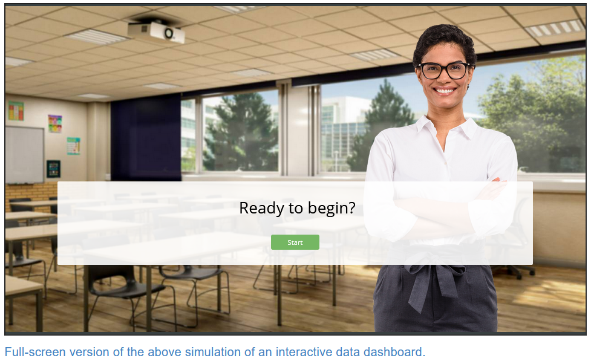 Ready to begin?
Start
Full-screen version of the above simulation of an interactive data dashboard.